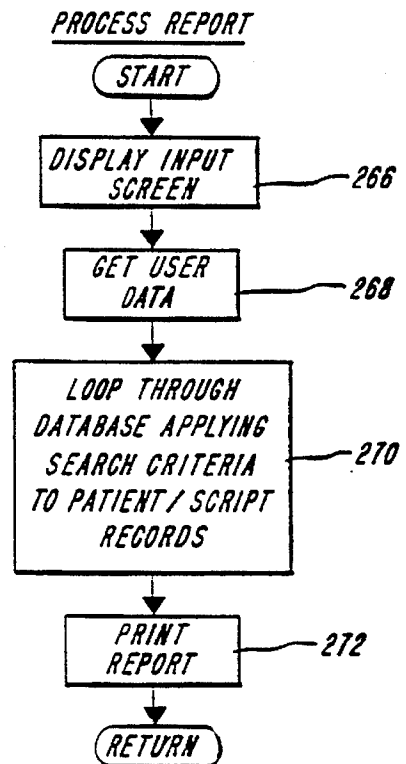 PROCESS REPORT
START
DISPLAY INPUT
SCREEN
266
GET USER
DATA
268
LOOP THROUGH
DATABASE APPLYING
SEARCH CRITERIA
TO PATIENT / SCRIPT
RECORDS
270
PRINT
REPORT
272
RETURN